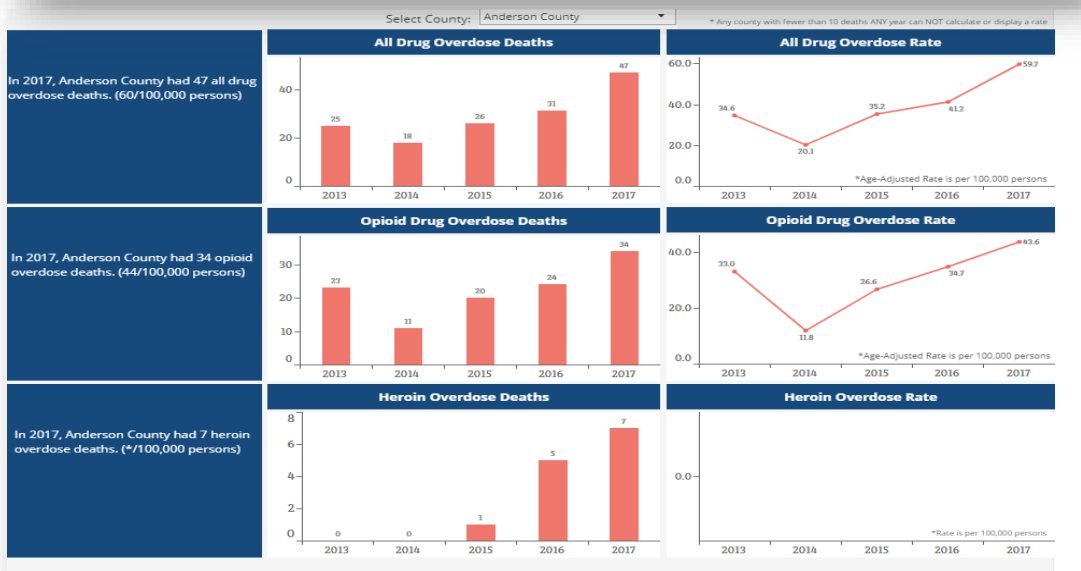 Select County: Anderson County
* Any county with fewer than 10 deaths ANY year can NOT calculate or display a rate
In 2017, Anderson County had 47 all drug
overdose deaths. (60/100,000 persons)
All Drug Overdose Deaths
40
20
0
25
18
26
31
47
2013 2014 2015 2016 2017
All Drug Overdose Rate
60.0
40.0
20.0
0.0
34.6
20.1
35.2
41.2
59.7
*Age-Adjusted Rate is per 100,000 persons
2013 2014 2015 2016 2017
In 2017, Anderson County had 34 opioid
overdose deaths. (44/100,000 persons)
Opioid Drug Overdose Deaths
30
20
10
0
23
11
20
24
34
2013 2014 2015 2016 2017
Opioid Drug Overdose Rate
40.0
20.0
0.0
33.0
11.8
26.6
34.7
43.6
*Age-Adjusted Rate is per 100,000 persons
2013 2014 2015 2016 2017
In 2017, Anderson County had 7 heroin
overdose deaths. (*/100,000 persons)
Heroin Overdose Deaths
8
6
4
2
0
0
0
1
5
7
2013 2014 2015 2016 2017
Heroin Overdose Rate
0.0
*Rate is per 100,000 persons
2013 2014 2015 2016 2017